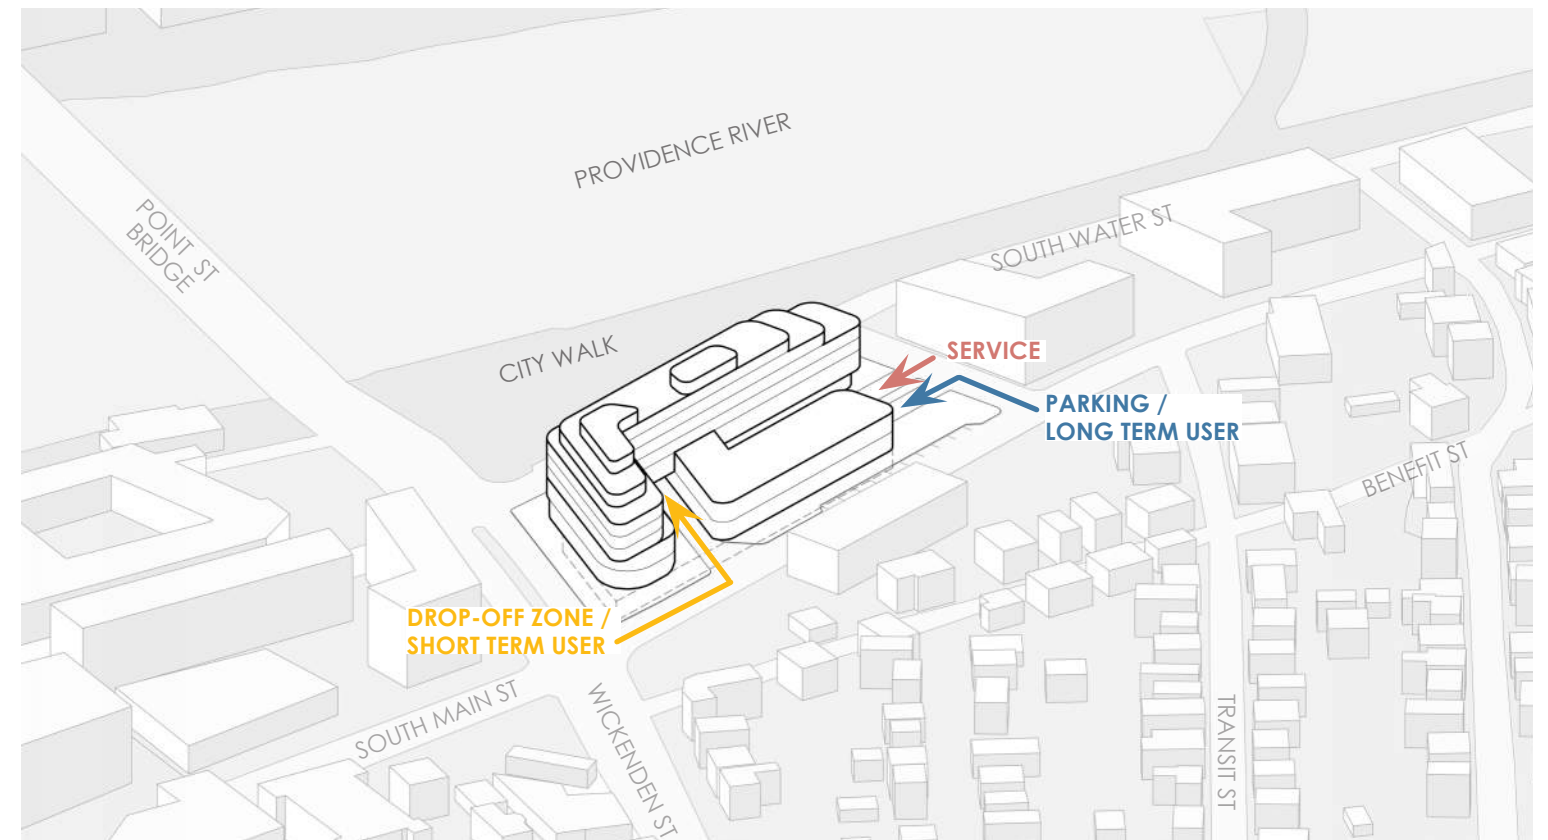 PROVIDENCE RIVER
POINT ST
BRIDGE
SOUTH WATER ST
CITY WALK
SERVICE
PARKING /
LONG TERM USER
BENEFIT ST
DROP-OFF ZONE /
SHORT TERM USER
SOUTH MAIN ST
WICKENDEN ST
TRANSIT ST